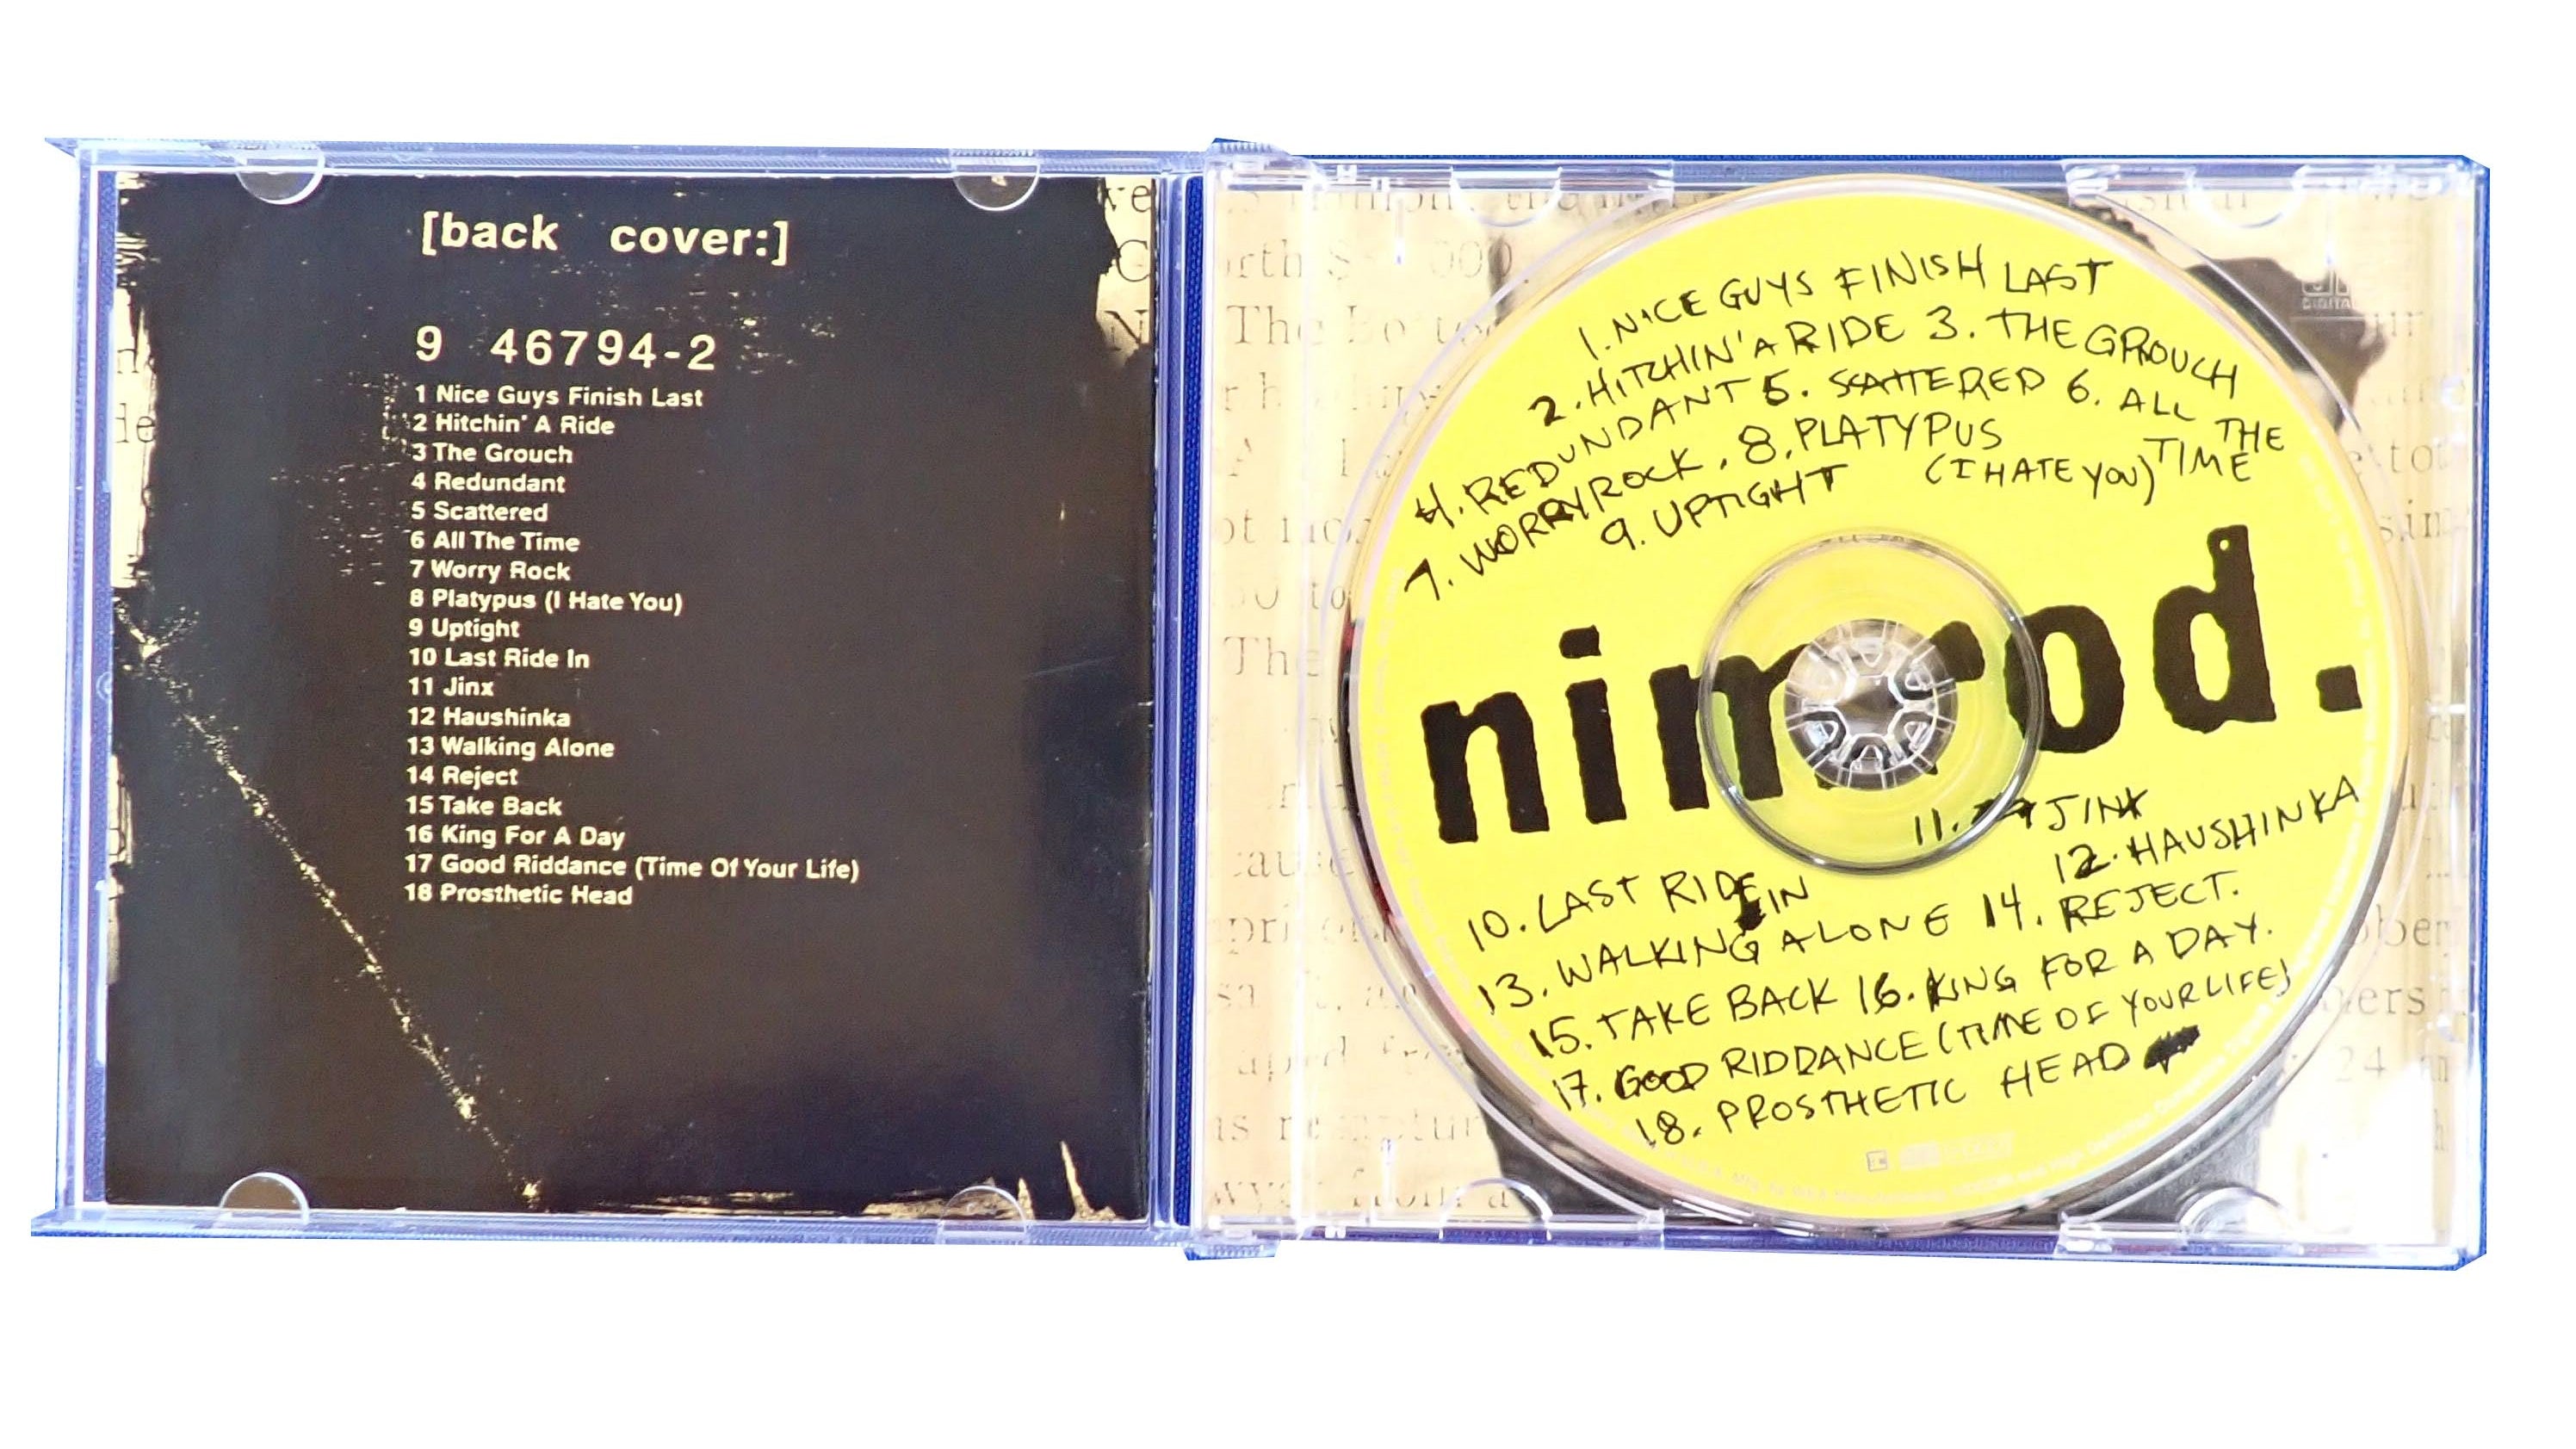 [back cover:]
9 46794-2
1 Nice Guys Finish Last
2 Hitchin' A Ride
3 The Grouch
4 Redundant
5 Scattered
6 All The Time
7 Worry Rock
8 Platypus (I Hate You)
9 Uptight
10 Last Ride In
11 Jinx
12 Haushinka
13 Walking Alone
14 Reject
15 Take Back
16 King For A Day
17 Good Riddance (Time Of Your Life)
18 Prosthetic Head
1. NICE GUYS FINISH LAST
2. HITCHIN' A RIDE 3. THE GROUCH
4. REDUNDANT 5. SCATTERED 6. ALL THE TIME
7. WORRYROCK. 8. PLATYPUS (I HATE YOU)
9. UPTIGHT
nimrod.
10. LAST RIDE IN
11. JINX
12. HAUSHINKA
13. WALKING ALONE 14. REJECT.
15. TAKE BACK 16. KING FOR A DAY.
17. GOOD RIDDANCE (TIME OF YOUR LIFE)
18. PROSTHETIC HEAD